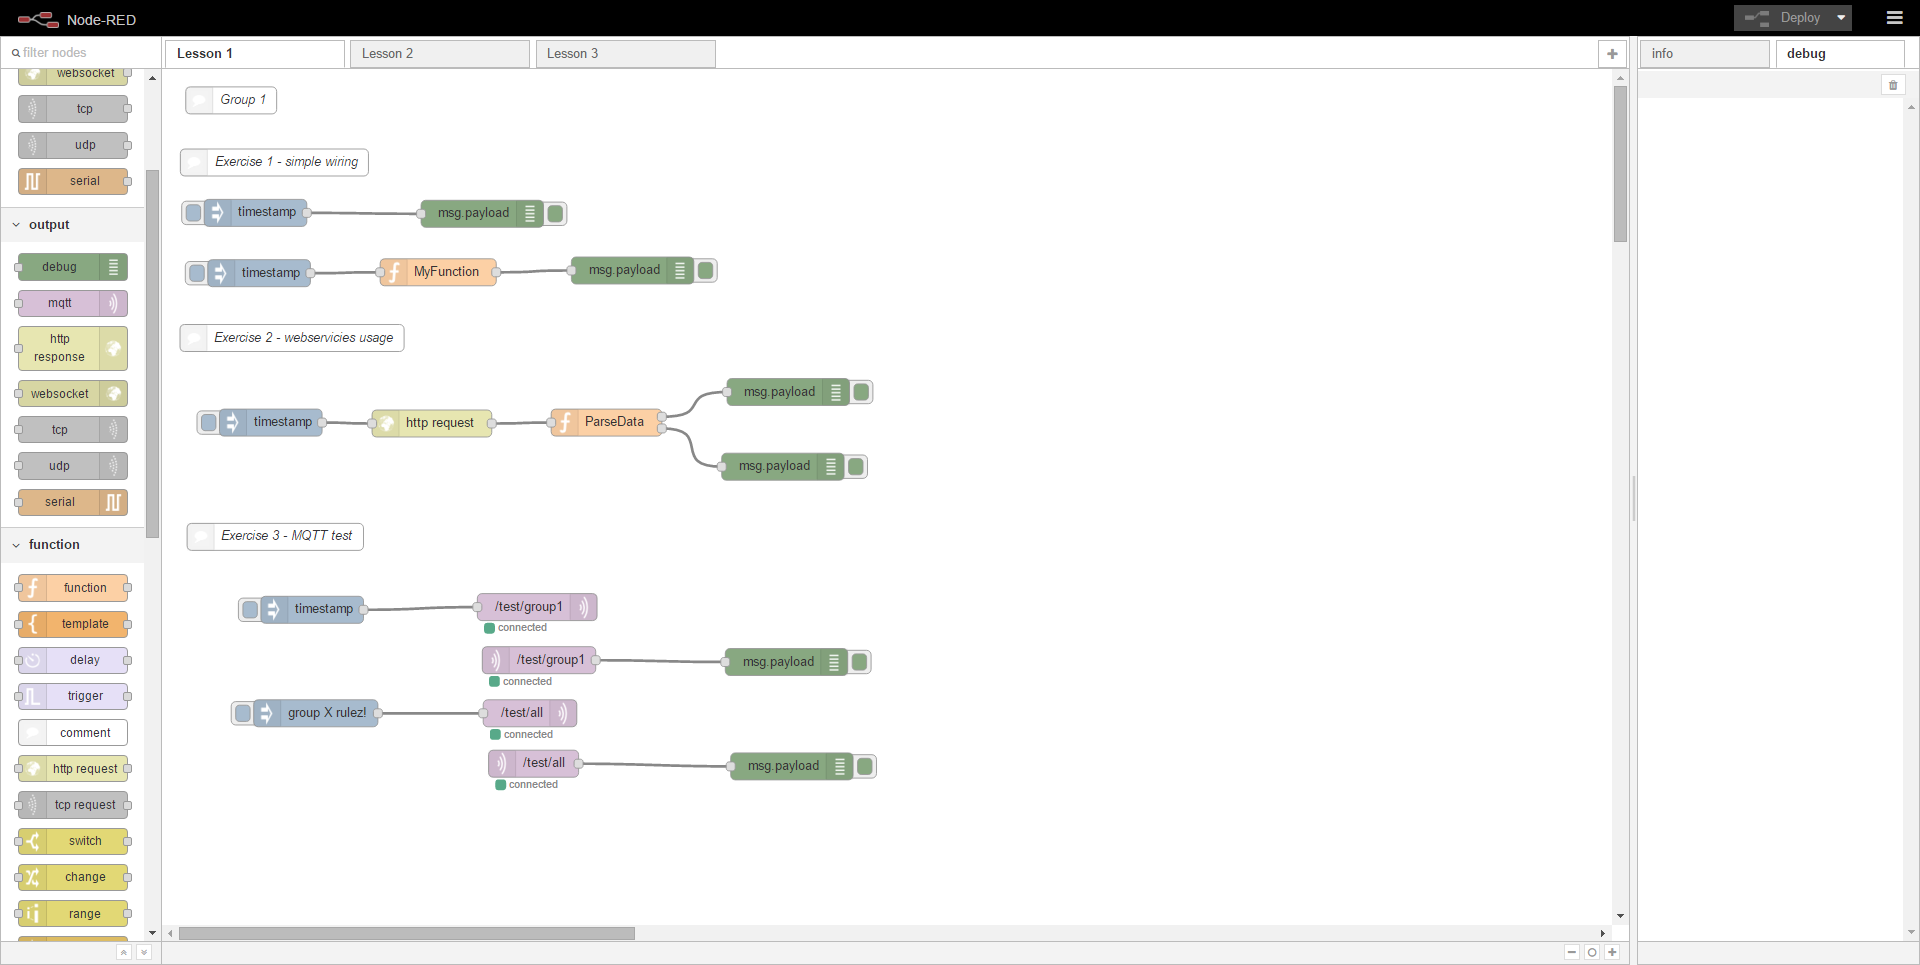 Node-RED
Deploy
filter nodes
websocket
tcp
udp
serial
output
debug
mqtt
http
response
websocket
tcp
udp
serial
function
function
template
delay
trigger
comment
http request
tcp request
switch
change
range
Lesson 1
Lesson 2
Lesson 3
Group 1
Exercise 1 - simple wiring
timestamp
msg.payload
timestamp
MyFunction
msg.payload
Exercise 2 - webservicies usage
msg.payload
timestamp
http request
ParseData
msg.payload
Exercise 3 - MQTT test
timestamp
/test/group1
connected
/test/group1
msg.payload
connected
group X rulez!
/test/all
connected
/test/all
msg.payload
connected
info
debug